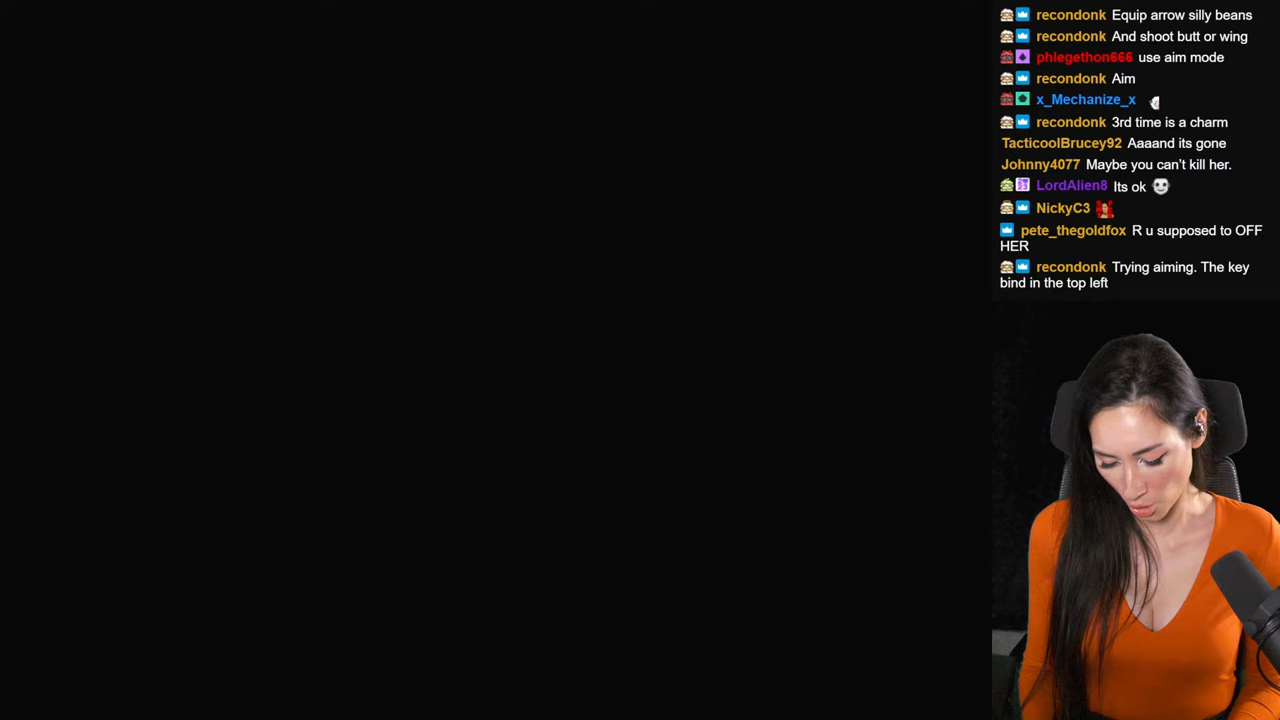 recondonk Equip arrow silly beans
recondonk And shoot butt or wing
phlegethon666 use aim mode
recondonk Aim
x_Mechanize_x
recondonk 3rd time is a charm
TacticoolBrucey92 Aaaand its gone
Johnny4077 Maybe you can’t kill her.
LordAlien8 Its ok
NickyC3
pete_thegoldfox R u supposed to OFF
HER
recondonk Trying aiming. The key
bind in the top left